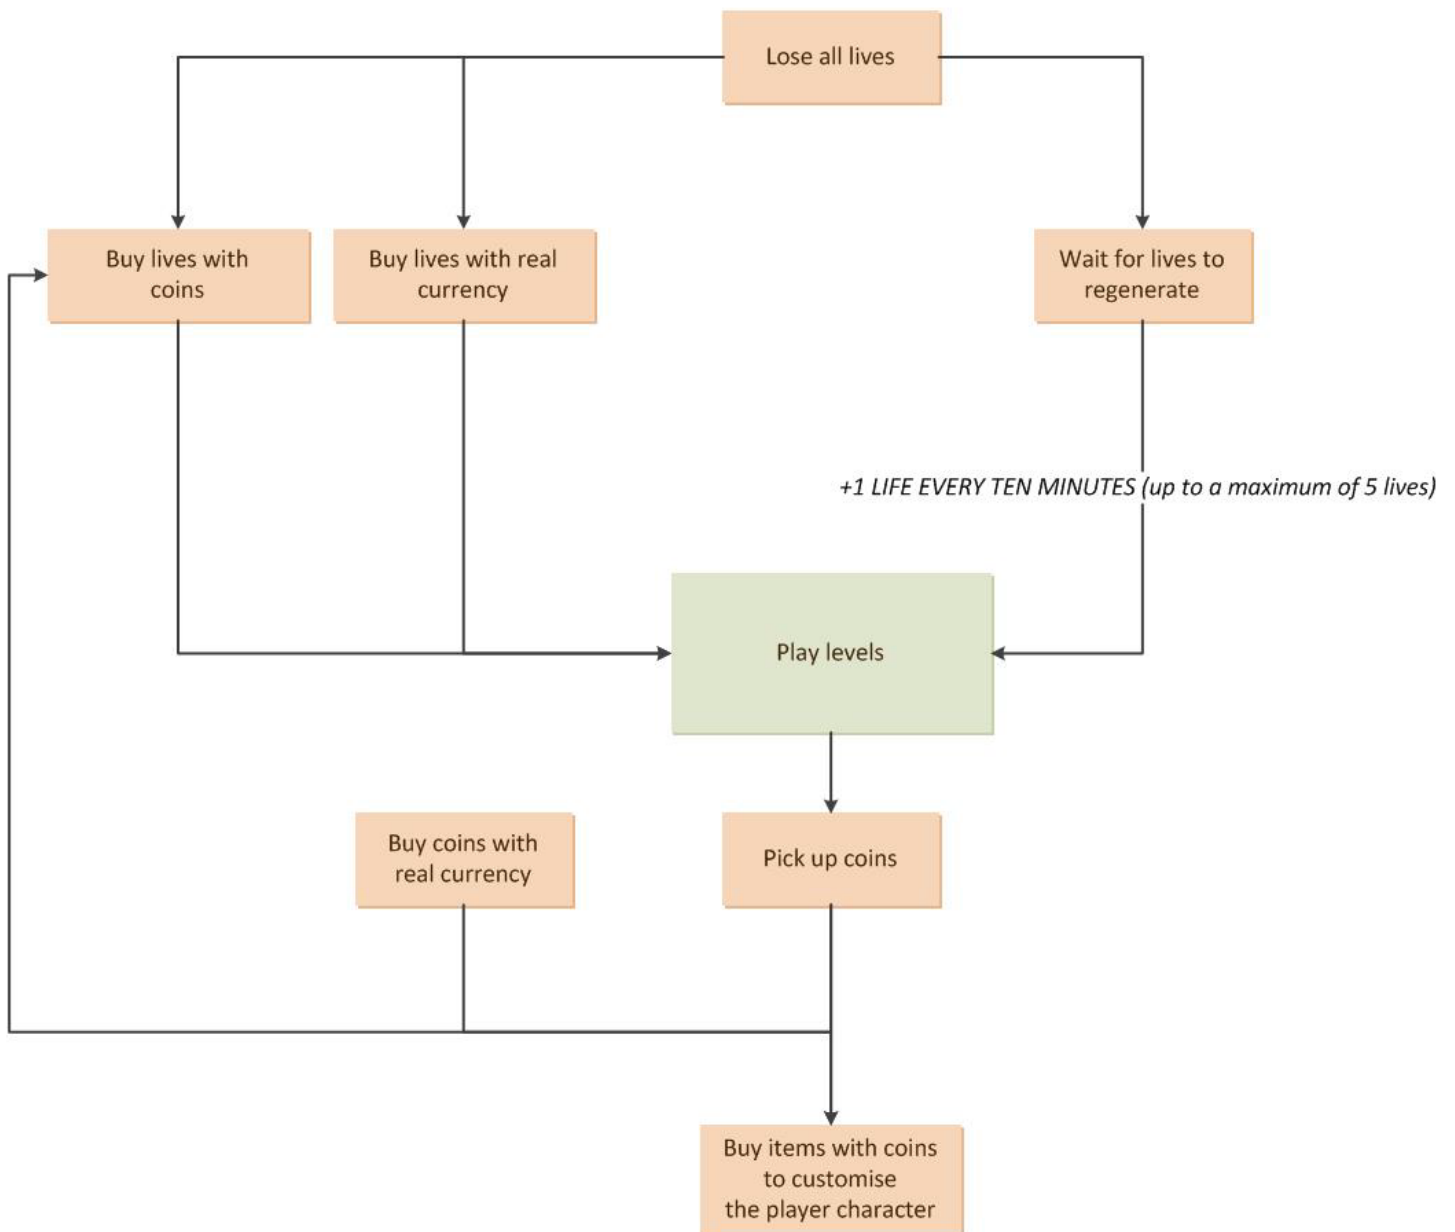 Lose all lives
Buy lives with
coins
Buy lives with real
currency
Wait for lives to
regenerate
+1 LIFE EVERY TEN MINUTES (up to a maximum of 5 lives)
Play levels
Buy coins with
real currency
Pick up coins
Buy items with coins
to customise
the player character